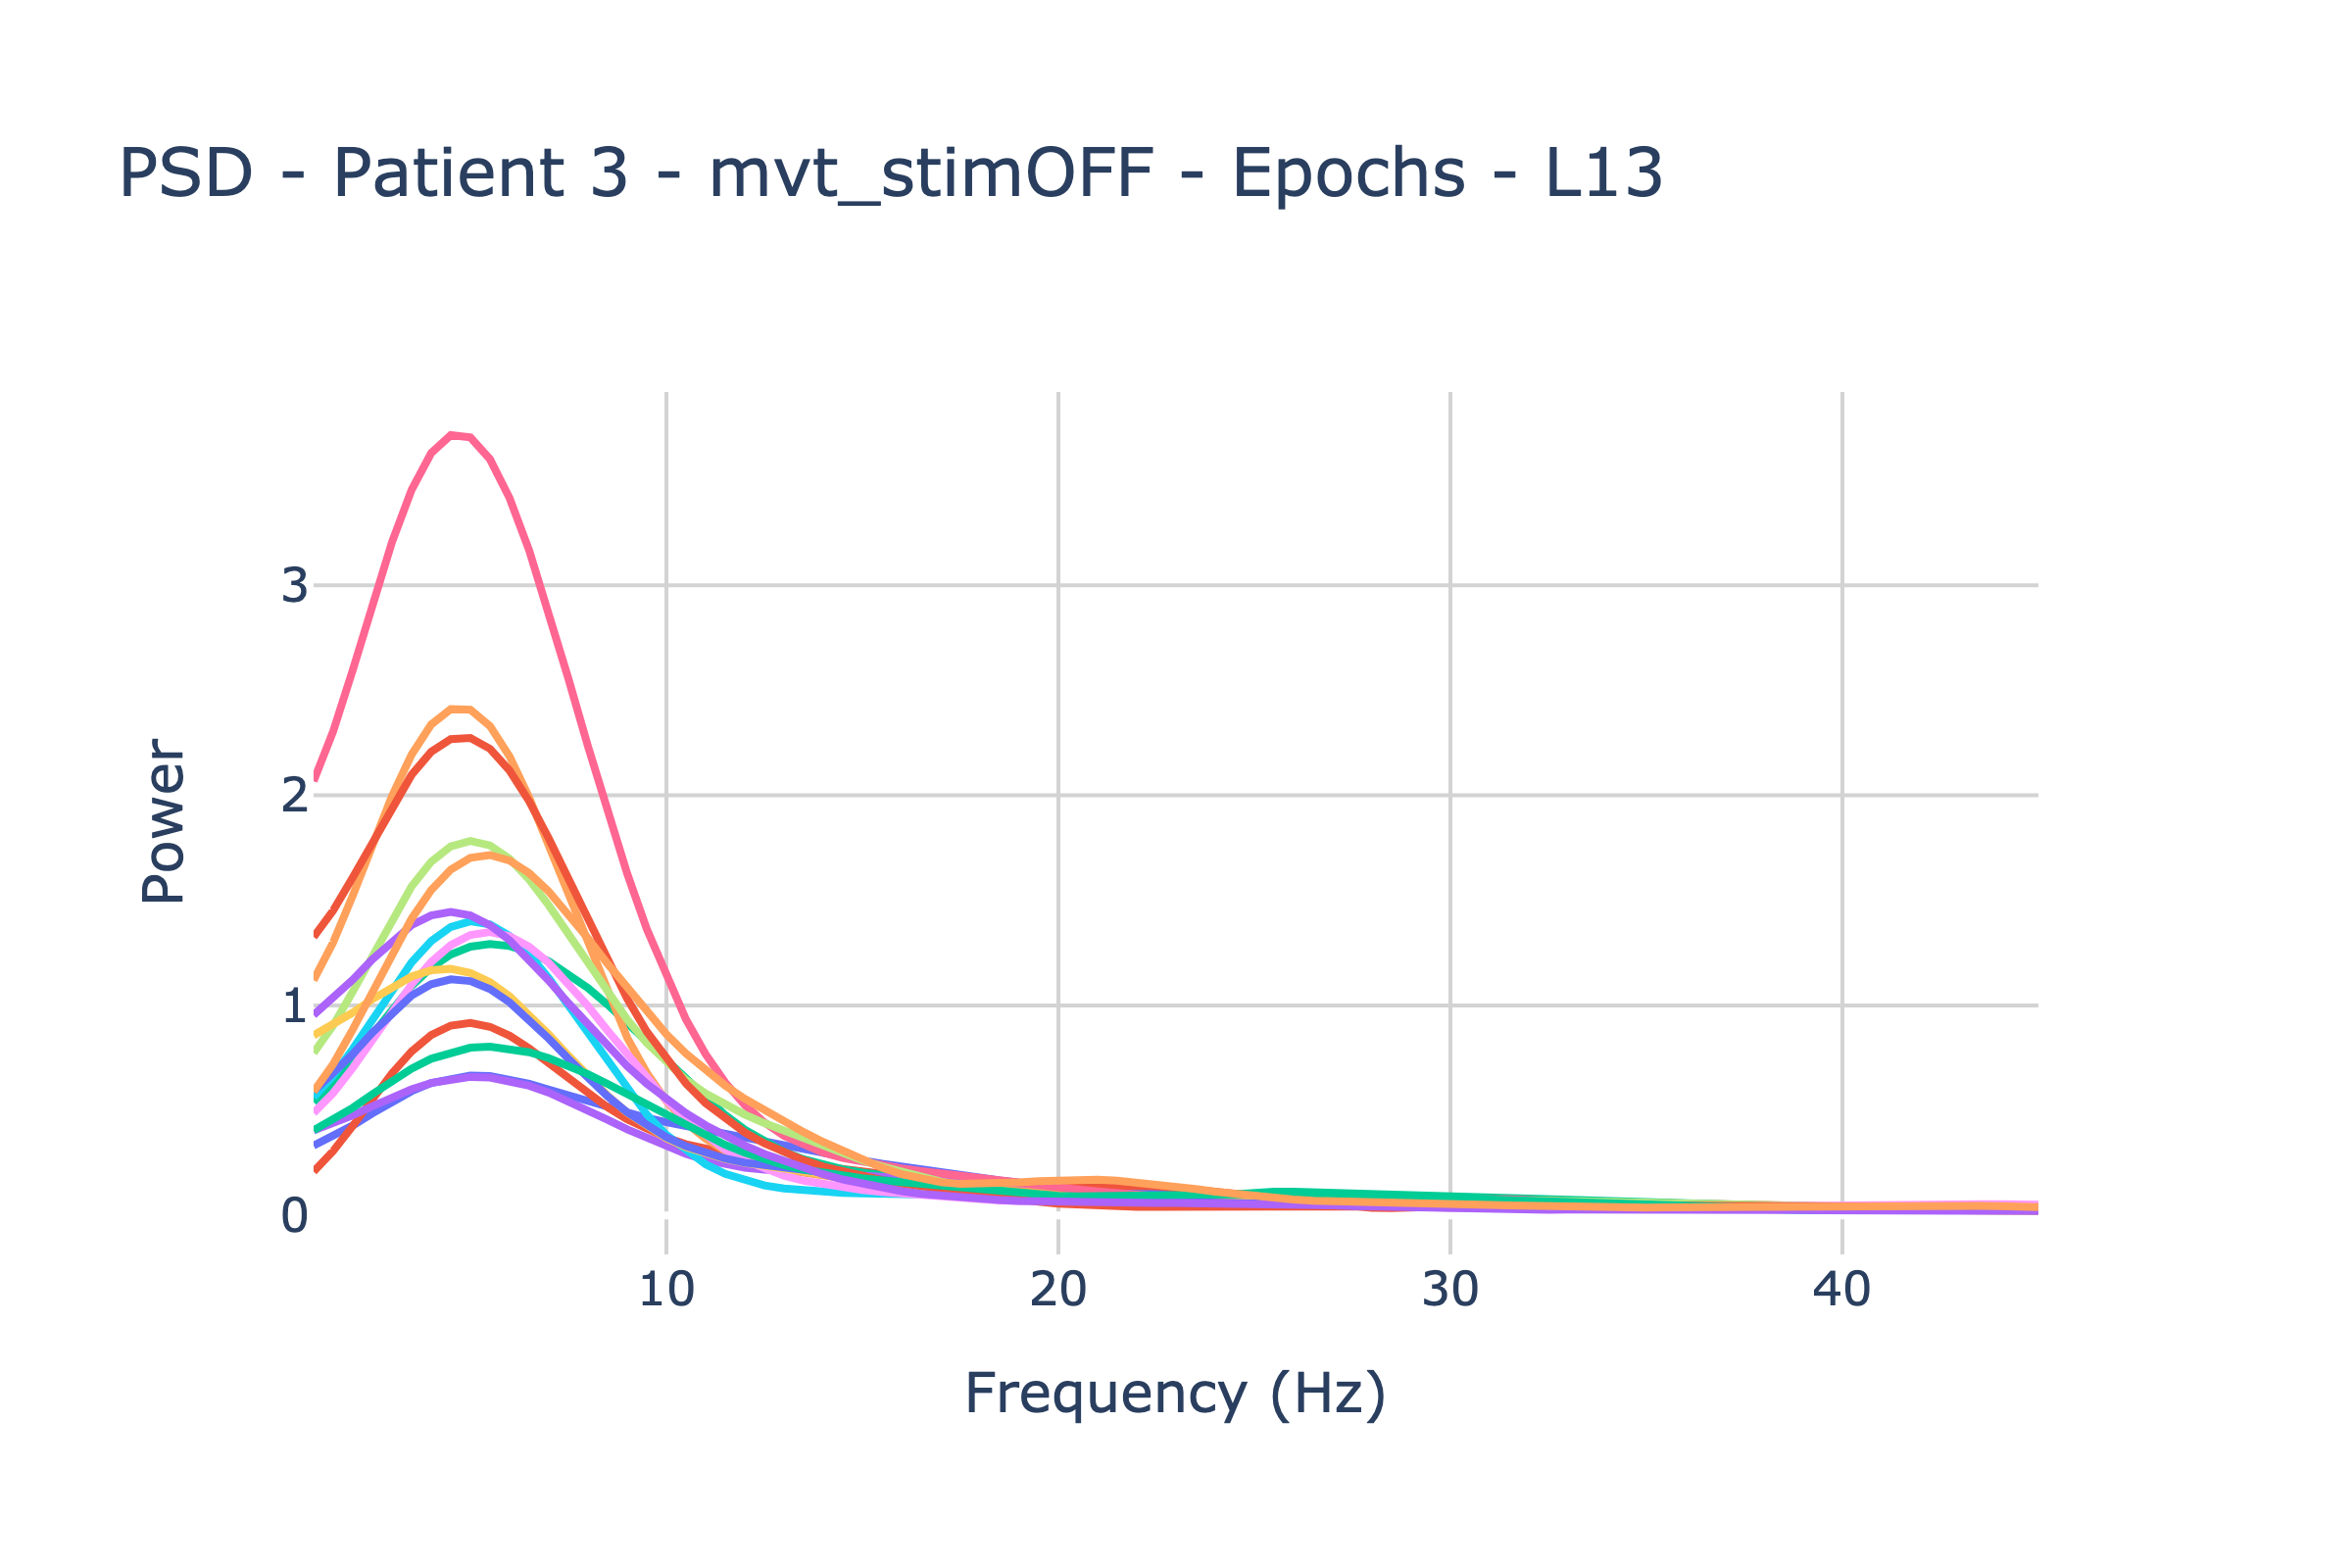 PSD - Patient 3 - mvt_stimOFF - Epochs - L13
3
2
1
0
Power
10 20 30 40
Frequency (Hz)